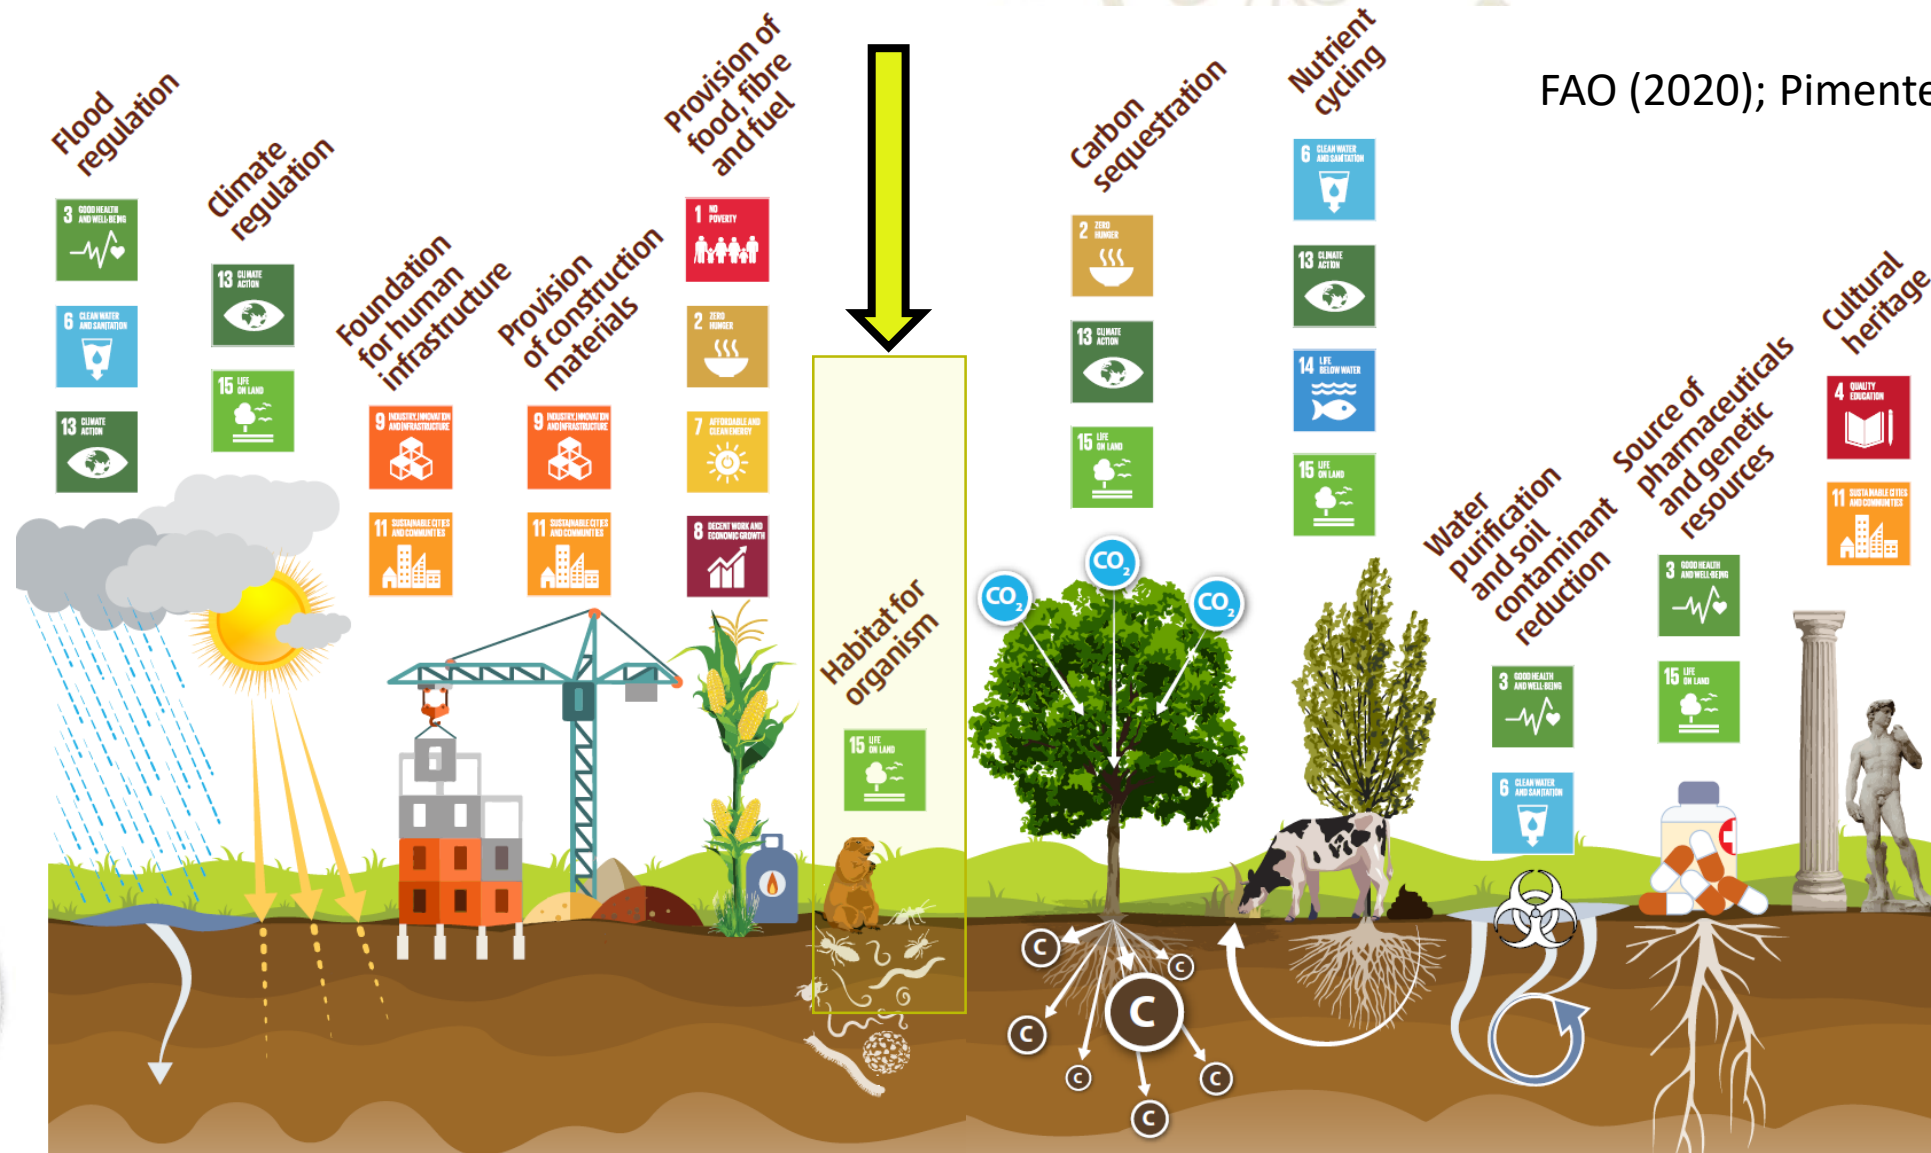 Flood
regulation
3 GOOD HEALTH
AND WELL-BEING
6 CLEAN WATER
AND SANITATION
13 CLIMATE
ACTION
Climate
regulation
13 CLIMATE
ACTION
15 LIFE
ON LAND
Foundation
for human
infrastructure
9 INDUSTRY, INNOVATION
AND INFRASTRUCTURE
11 SUSTAINABLE CITIES
AND COMMUNITIES
Provision
of construction
materials
9 INDUSTRY, INNOVATION
AND INFRASTRUCTURE
11 SUSTAINABLE CITIES
AND COMMUNITIES
Provision of
food, fibre
and fuel
1 NO
POVERTY
2 ZERO
HUNGER
7 AFFORDABLE AND
CLEAN ENERGY
8 DECENT WORK AND
ECONOMIC GROWTH
Habitat for
organism
15 LIFE
ON LAND
Carbon
sequestration
2 ZERO
HUNGER
13 CLIMATE
ACTION
15 LIFE
ON LAND
CO2
CO2
CO2
C
C
C
C
C
C
C
Nutrient
cycling
6 CLEAN WATER
AND SANITATION
13 CLIMATE
ACTION
14 LIFE
BELOW WATER
15 LIFE
ON LAND
FAO (2020); Pimente
Water
purification
and soil
contaminant
reduction
3 GOOD HEALTH
AND WELL-BEING
6 CLEAN WATER
AND SANITATION
Source of
pharmaceuticals
and genetic
resources
3 GOOD HEALTH
AND WELL-BEING
15 LIFE
ON LAND
Cultural
heritage
4 QUALITY
EDUCATION
11 SUSTAINABLE CITIES
AND COMMUNITIES